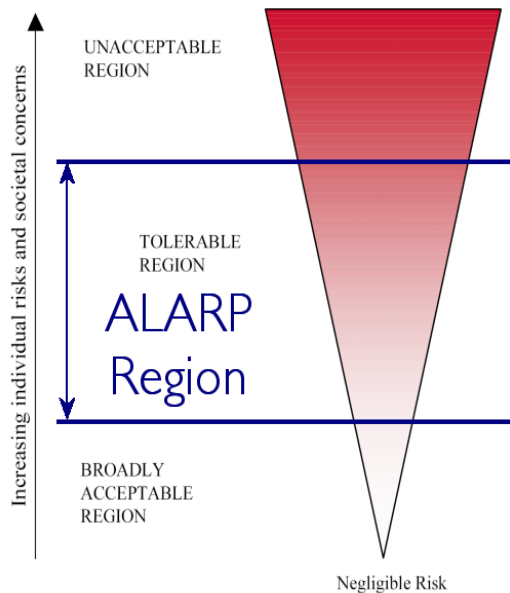 Increasing individual risks and societal concerns
UNACCEPTABLE
REGION
TOLERABLE
REGION
ALARP
Region
BROADLY
ACCEPTABLE
REGION
Negligible Risk